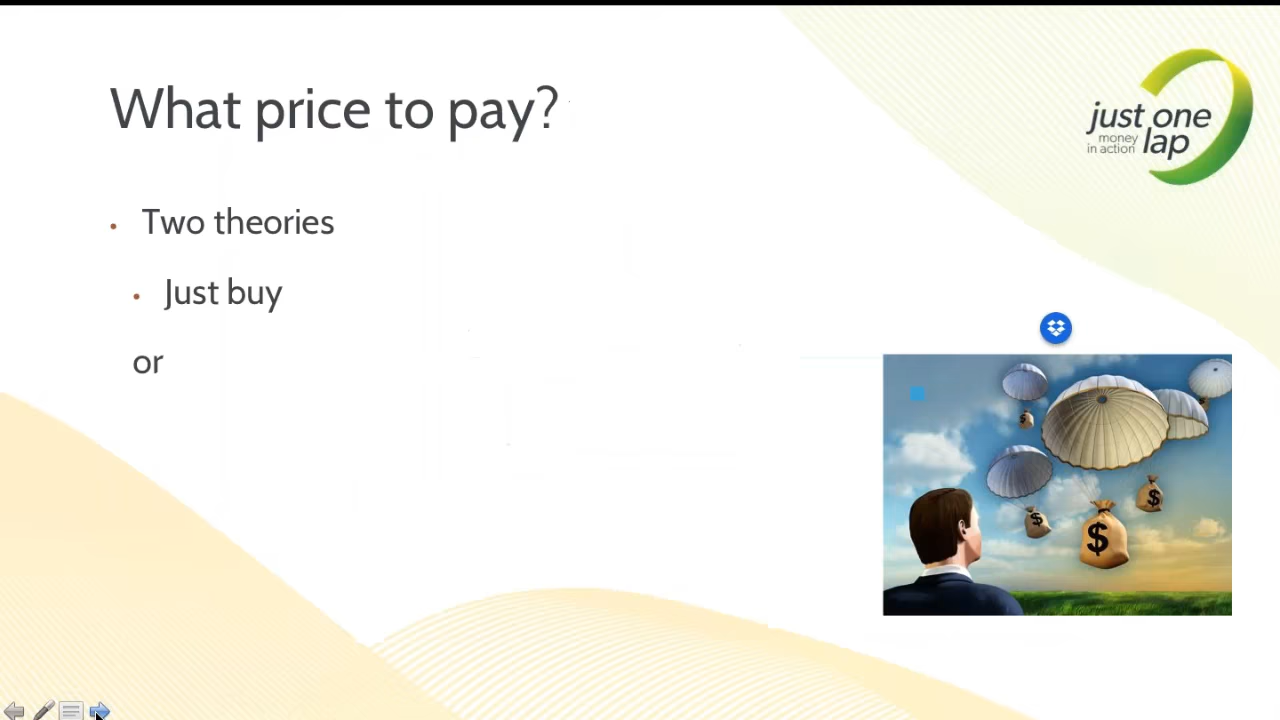 What price to pay?
just one
money
in action lap
• Two theories
• Just buy
or
$
$
$
$